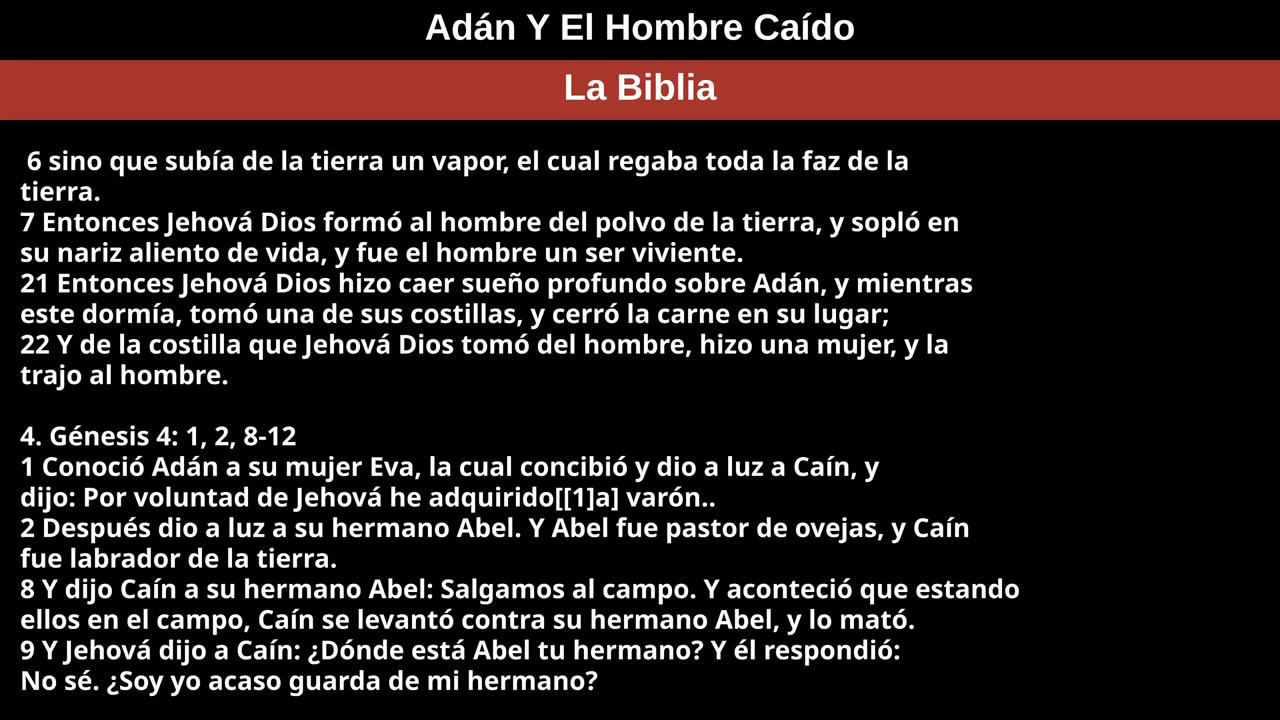 Adán Y El Hombre Caído
La Biblia
6 sino que subía de la tierra un vapor, el cual regaba toda la faz de la
tierra.
7 Entonces Jehová Dios formó al hombre del polvo de la tierra, y sopló en
su nariz aliento de vida, y fue el hombre un ser viviente.
21 Entonces Jehová Dios hizo caer sueño profundo sobre Adán, y mientras
este dormía, tomó una de sus costillas, y cerró la carne en su lugar;
22 Y de la costilla que Jehová Dios tomó del hombre, hizo una mujer, y la
trajo al hombre.
4. Génesis 4: 1, 2, 8-12
1 Conoció Adán a su mujer Eva, la cual concibió y dio a luz a Caín, y
dijo: Por voluntad de Jehová he adquirido[[1]a] varón..
2 Después dio a luz a su hermano Abel. Y Abel fue pastor de ovejas, y Caín
fue labrador de la tierra.
8 Y dijo Caín a su hermano Abel: Salgamos al campo. Y aconteció que estando
ellos en el campo, Caín se levantó contra su hermano Abel, y lo mató.
9 Y Jehová dijo a Caín: ¿Dónde está Abel tu hermano? Y él respondió:
No sé. ¿Soy yo acaso guarda de mi hermano?